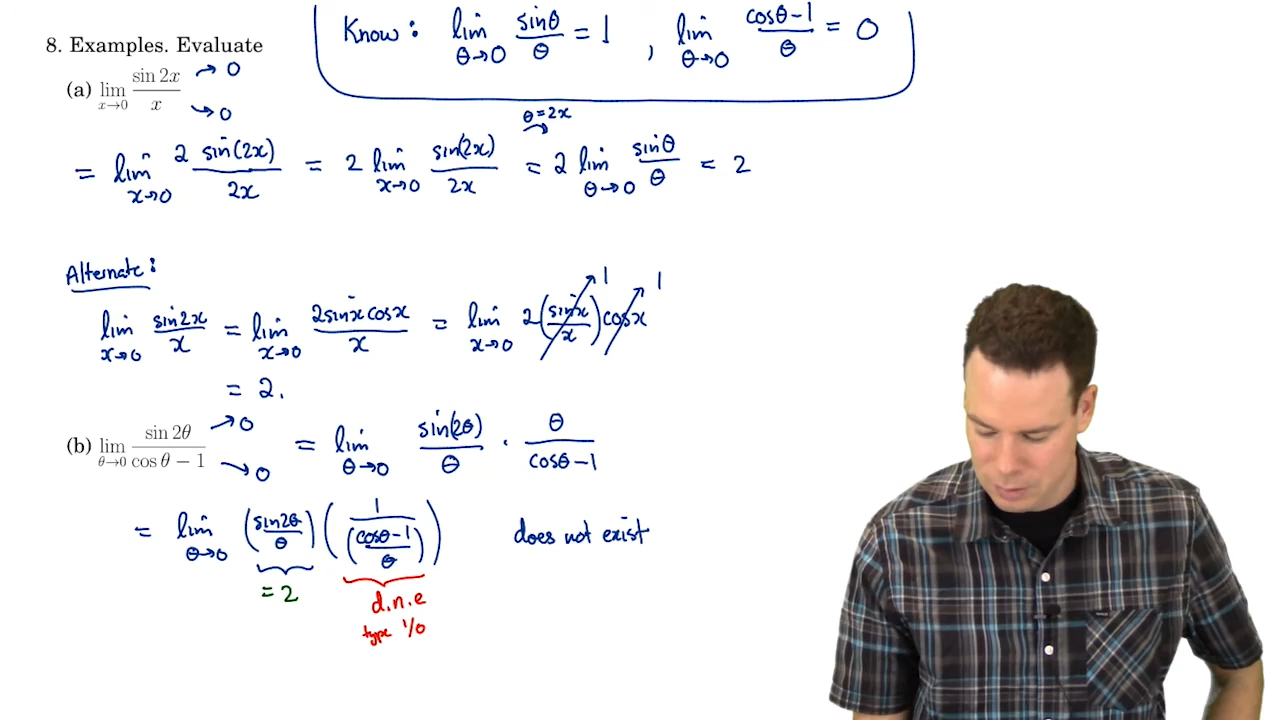 8. Examples. Evaluate
Know: lim θ→0 sinθ/θ = 1 , lim θ→0 cosθ-1/θ = 0
(a) lim x→0 sin 2x/x →0 →0
θ=2x
= lim x→0 2 sin(2x)/2x = 2 lim x→0 sin(2x)/2x = 2 lim θ→0 sinθ/θ = 2
Alternate:
1 1
lim x→0 sin2x/x = lim x→0 2sinx cosx/x = lim x→0 2(sinx/x)cosx
= 2.
(b) lim θ→0 sin 2θ/cos θ − 1 →0 →0 = lim θ→0 sin(2θ)/θ · θ/cosθ-1
= lim θ→0 (sin2θ/θ)(1/(cosθ-1/θ)) does not exist
= 2 d.n.e
type 1/0